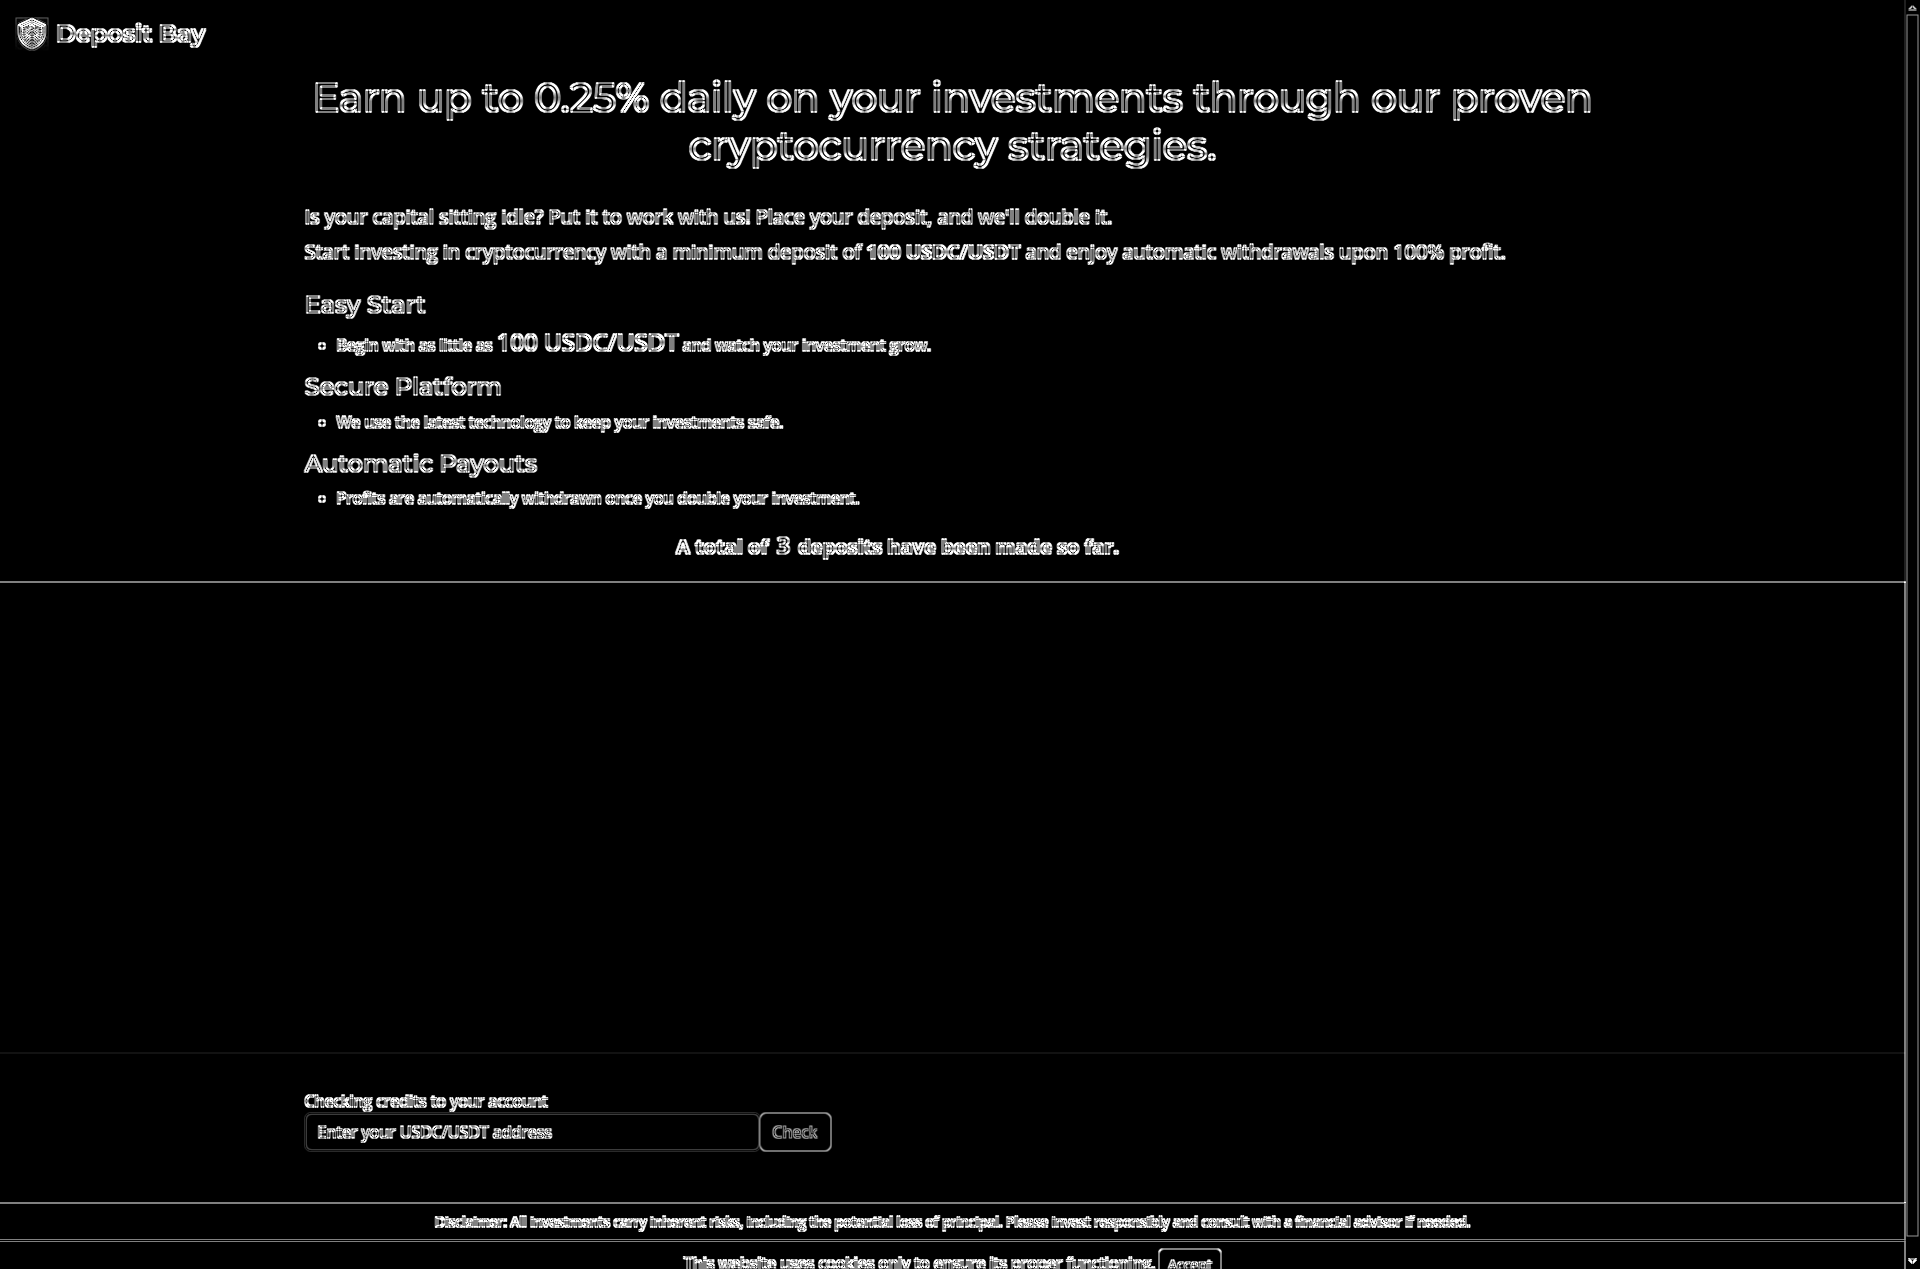 Deposit Bay
Earn up to 0.25% daily on your investments through our proven
cryptocurrency strategies.
Is your capital sitting idle? Put it to work with us! Place your deposit, and we'll double it.
Start investing in cryptocurrency with a minimum deposit of 100 USDC/USDT and enjoy automatic withdrawals upon 100% profit.
Easy Start
Begin with as little as 100 USDC/USDT and watch your investment grow.
Secure Platform
We use the latest technology to keep your investments safe.
Automatic Payouts
Profits are automatically withdrawn once you double your investment.
A total of 3 deposits have been made so far.
Checking credits to your account
Enter your USDC/USDT address Check
Disclaimer: All investments carry inherent risks, including the potential loss of principal. Please invest responsibly and consult with a financial advisor if needed.
This website uses cookies only to ensure its proper functioning. Accept